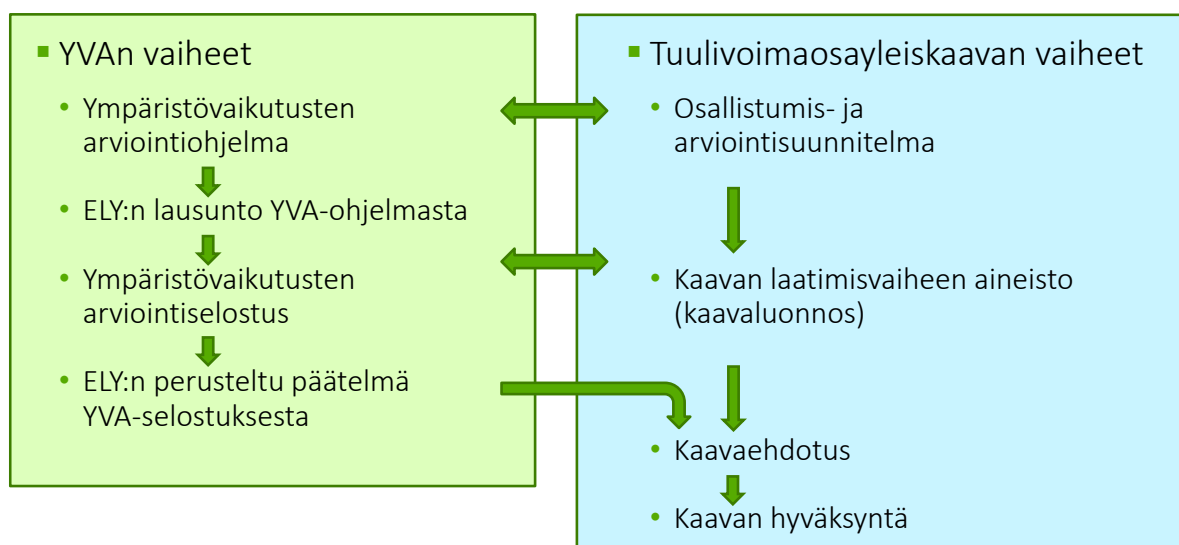 YVAn vaiheet
Ympäristövaikutusten
arviointiohjelma
ELY:n lausunto YVA-ohjelmasta
Ympäristövaikutusten
arviointiselostus
ELY:n perusteltu päätelmä
YVA-selostuksesta
Tuulivoimaosayleiskaavan vaiheet
Osallistumis- ja
arviointisuunnitelma
Kaavan laatimisvaiheen aineisto
(kaavaluonnos)
Kaavaehdotus
Kaavan hyväksyntä